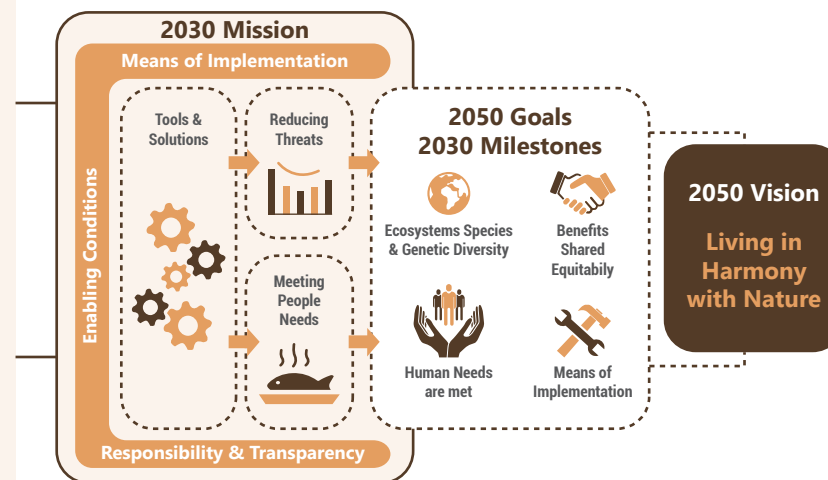 2030 Mission
Means of Implementation
Enabling Conditions
Tools &
Solutions
Reducing
Threats
Meeting
People
Needs
Responsibility & Transparency
2050 Goals
2030 Milestones
Ecosystems Species
& Genetic Diversity
Benefits
Shared
Equitabily
Human Needs
are met
Means of
Implementation
2050 Vision
Living in
Harmony
with Nature